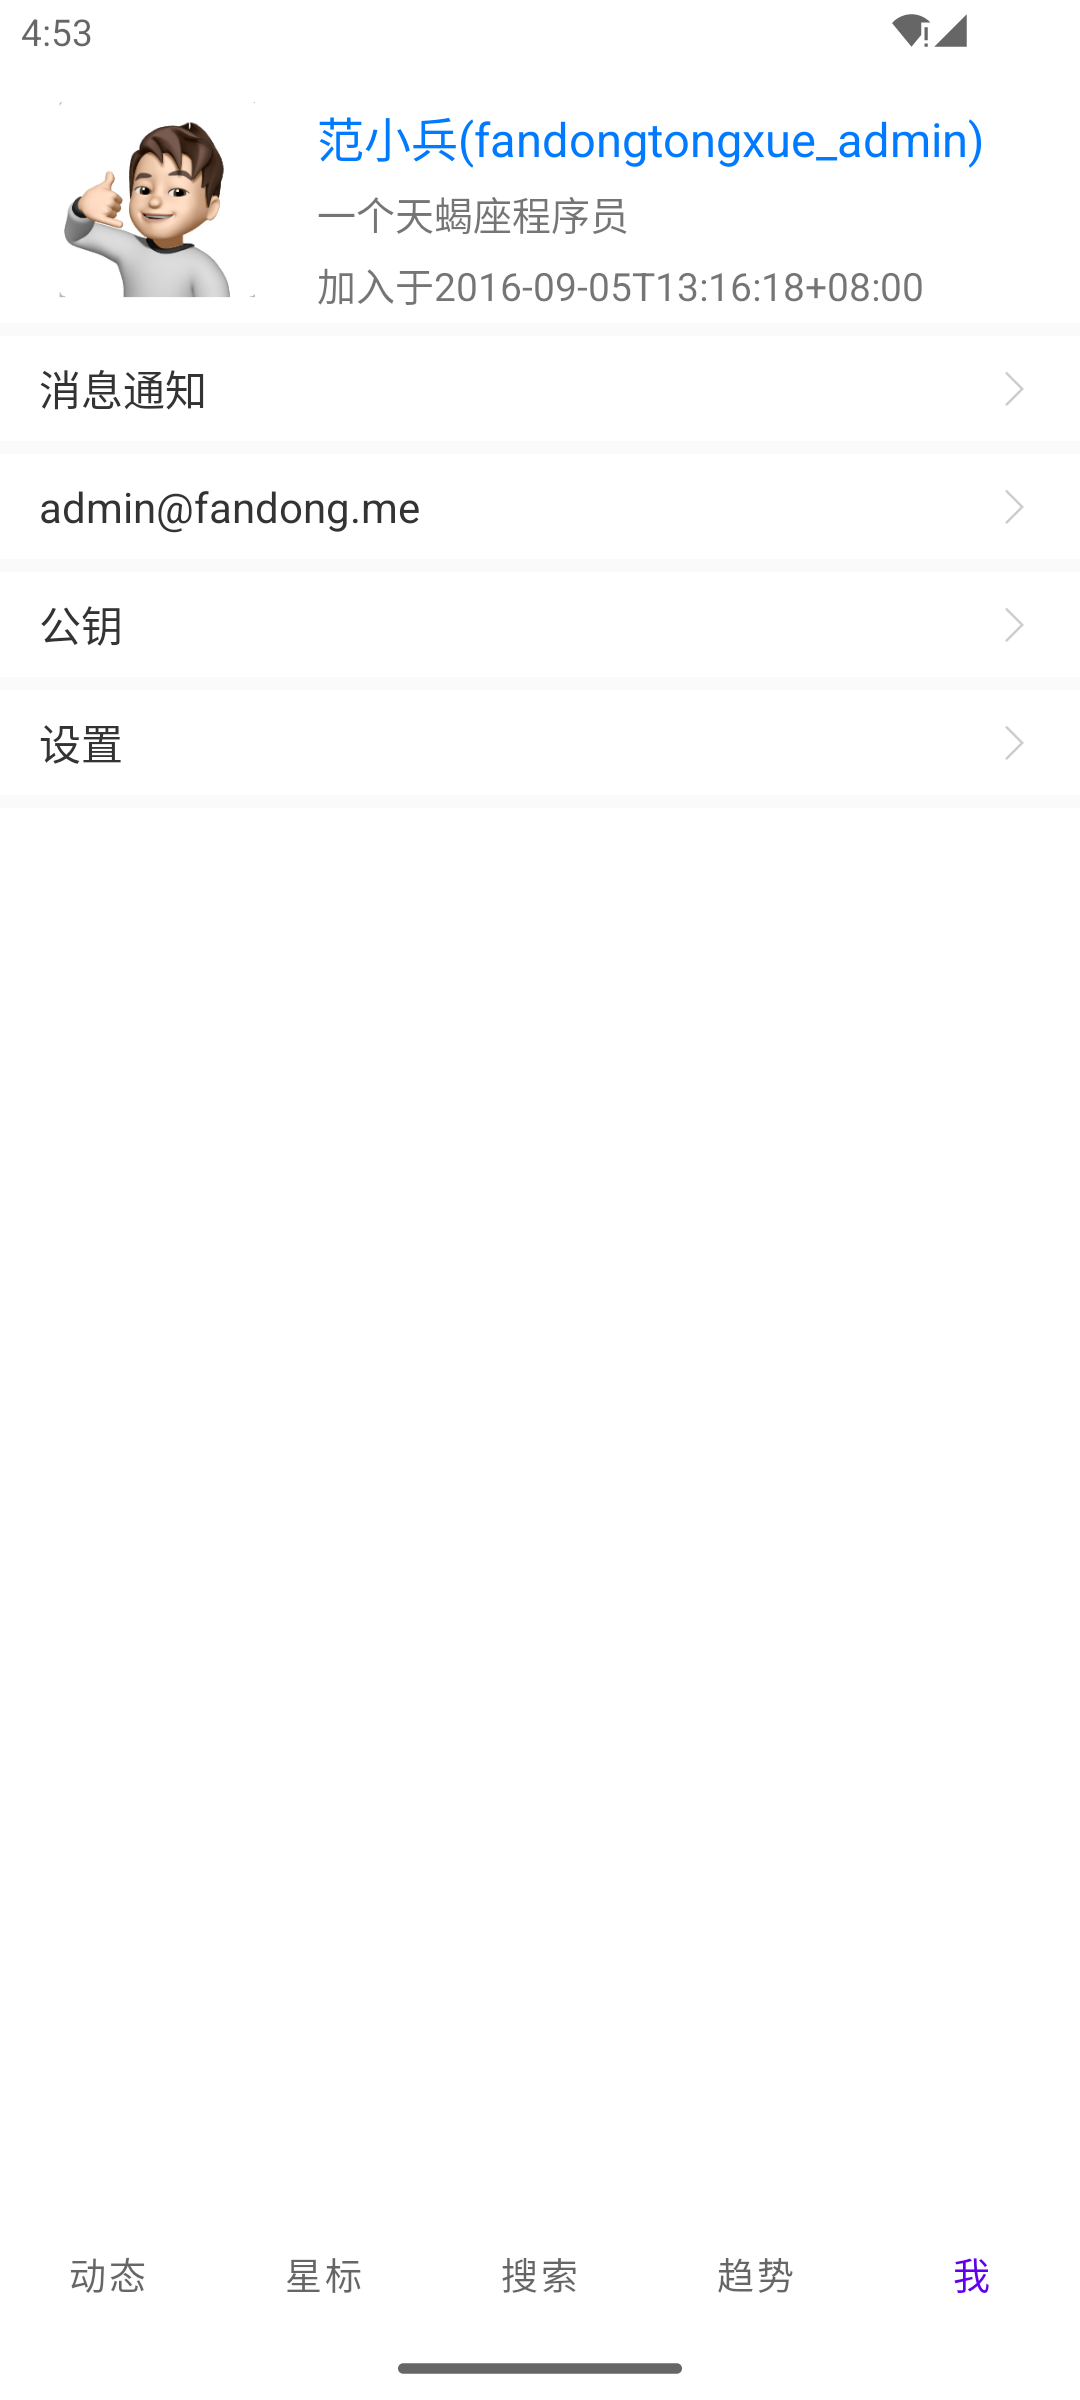 4:53
范小兵(fandongtongxue_admin)
一个天蝎座程序员
加入于2016-09-05T13:16:18+08:00
消息通知
admin@fandong.me
公钥
设置
动态 星标 搜索 趋势 我